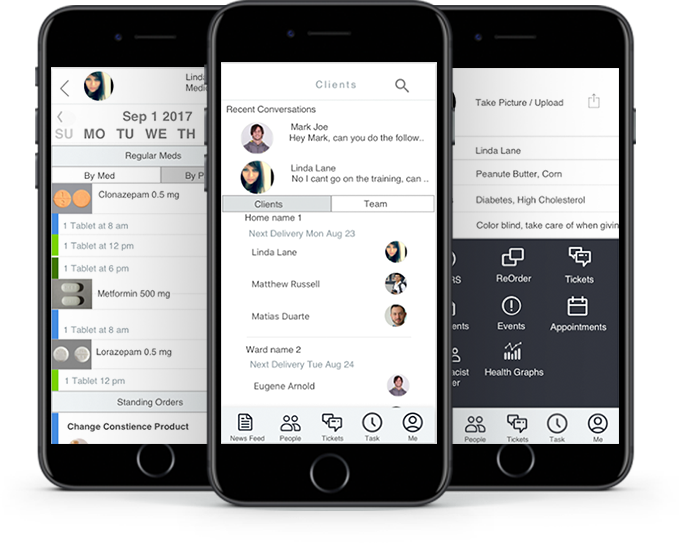 Linda
Medic
Sep 1 2017
SU MO TU WE TH
Regular Meds
By Med By P
Clonazepam 0.5 mg
1 Tablet at 8 am
1 Tablet at 12 pm
1 Tablet at 6 pm
Metformin 500 mg
1 Tablet at 8 am
Lorazepam 0.5 mg
1 Tablet 12 pm
Standing Orders
Change Constience Product
Clients
Recent Conversations
Mark Joe
Hey Mark, can you do the follow..
Linda Lane
No I cant go on the training, can ..
Clients Team
Home name 1
Next Delivery Mon Aug 23
Linda Lane
Matthew Russell
Matias Duarte
Ward name 2
Next Delivery Tue Aug 24
Eugene Arnold
News Feed People Tickets Task Me
Take Picture / Upload
Linda Lane
Peanute Butter, Corn
Diabetes, High Cholesterol
Color blind, take care of when givin
RS ReOrder Tickets
ents Events Appointments
acist
er
Health Graphs
People Tickets Task Me